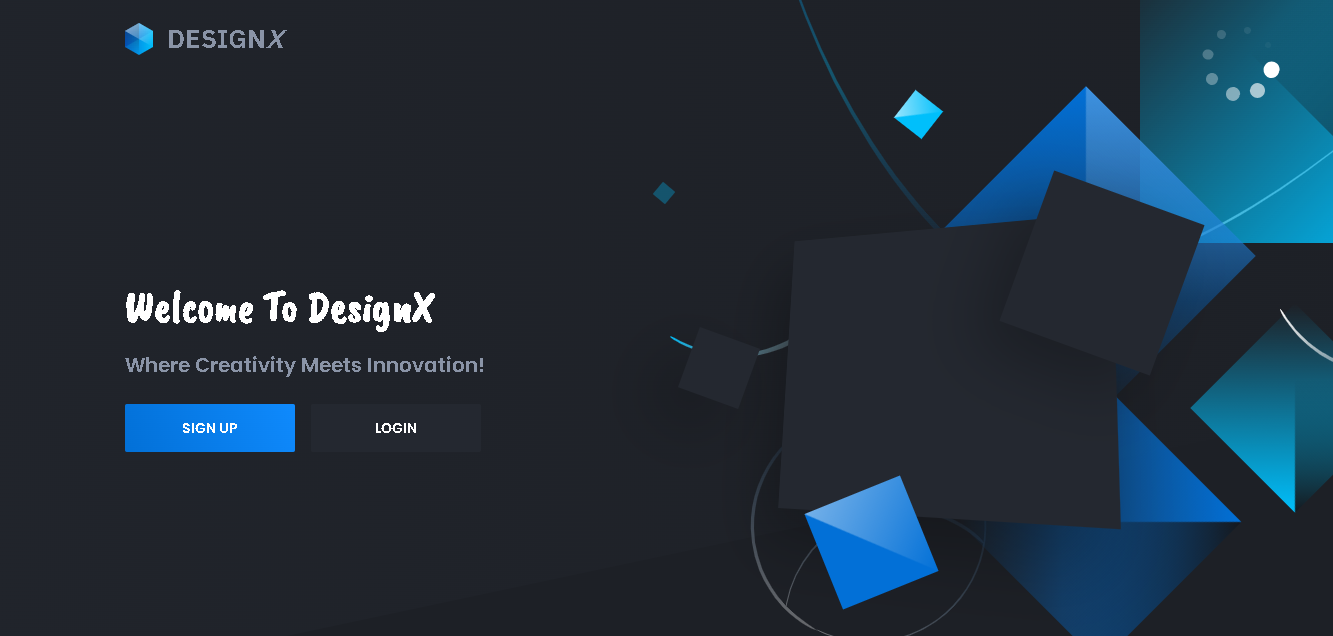 DESIGNX
Welcome To DesignX
Where Creativity Meets Innovation!
SIGN UP
LOGIN